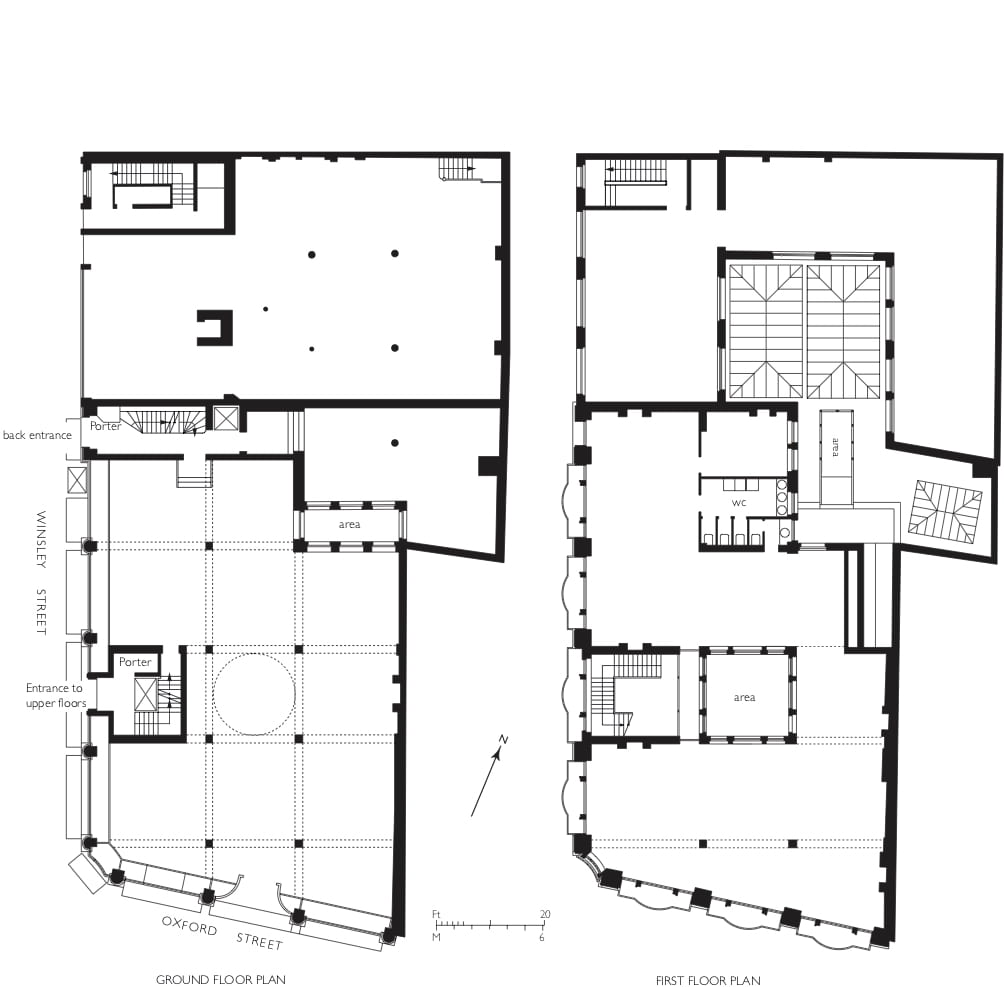 Porter
back entrance
WINSLEY STREET
area
Porter
Entrance to
upper floors
OXFORD STREET
GROUND FLOOR PLAN
N
Ft 20
M 6
area
wc
area
FIRST FLOOR PLAN